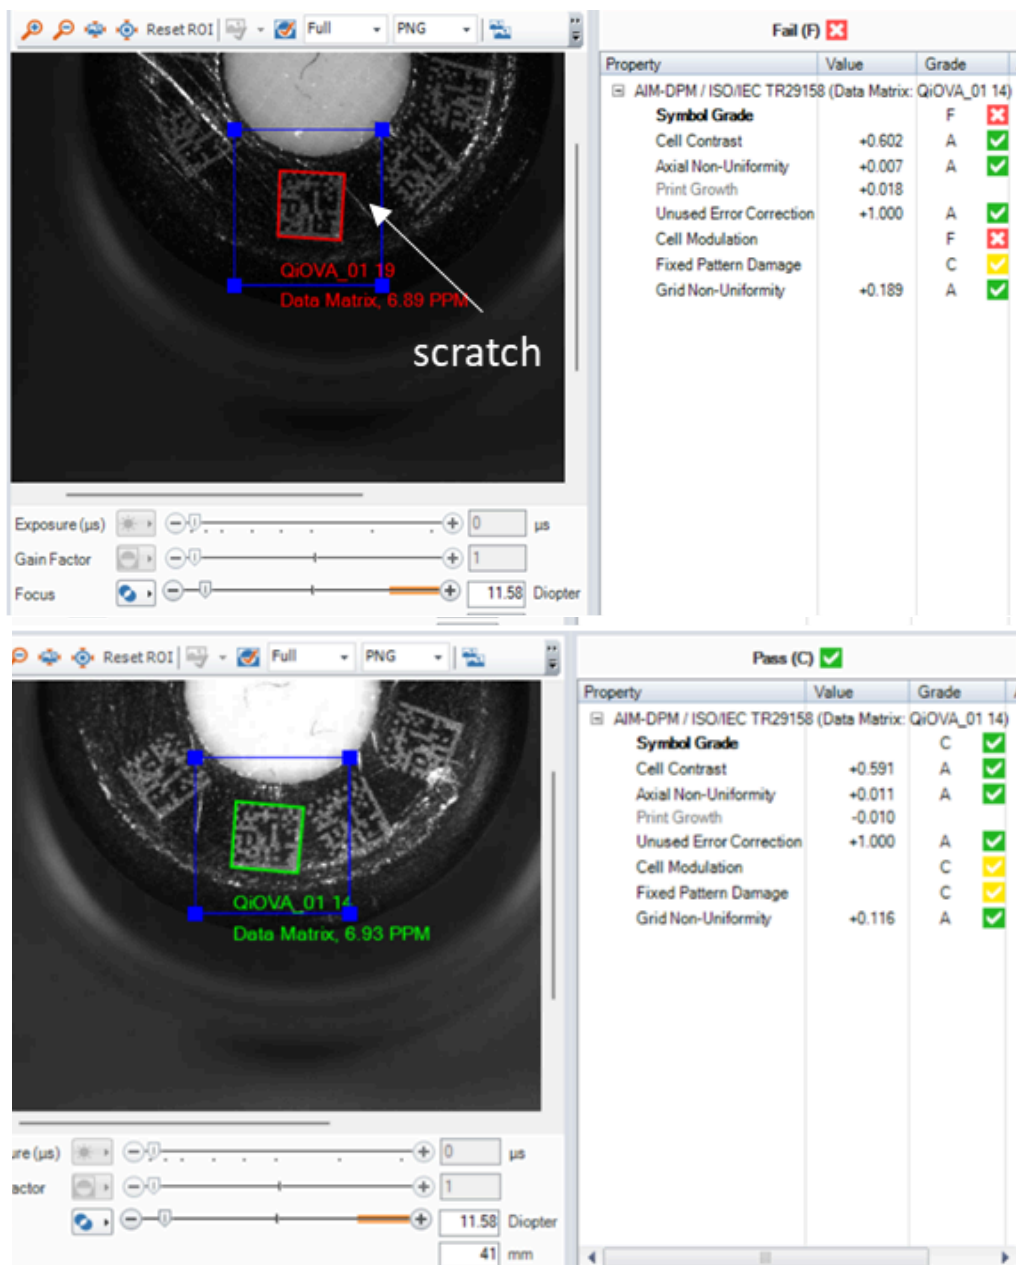 Reset ROI Full PNG
QiOVA_01 19
Data Matrix, 6.89 PPM
scratch
Exposure (µs) 0 µs
Gain Factor 1
Focus 11.58 Diopter
Fail (F)
Property Value Grade
AIM-DPM / ISO/IEC TR29158 (Data Matrix: QiOVA_01 14)
Symbol Grade F
Cell Contrast +0.602 A
Axial Non-Uniformity +0.007 A
Print Growth +0.018
Unused Error Correction +1.000 A
Cell Modulation F
Fixed Pattern Damage C
Grid Non-Uniformity +0.189 A
Reset ROI Full PNG
QiOVA_01 14
Data Matrix, 6.93 PPM
ure (µs) 0 µs
actor 1
11.58 Diopter
41 mm
Pass (C)
Property Value Grade
AIM-DPM / ISO/IEC TR29158 (Data Matrix: QiOVA_01 14)
Symbol Grade C
Cell Contrast +0.591 A
Axial Non-Uniformity +0.011 A
Print Growth -0.010
Unused Error Correction +1.000 A
Cell Modulation C
Fixed Pattern Damage C
Grid Non-Uniformity +0.116 A